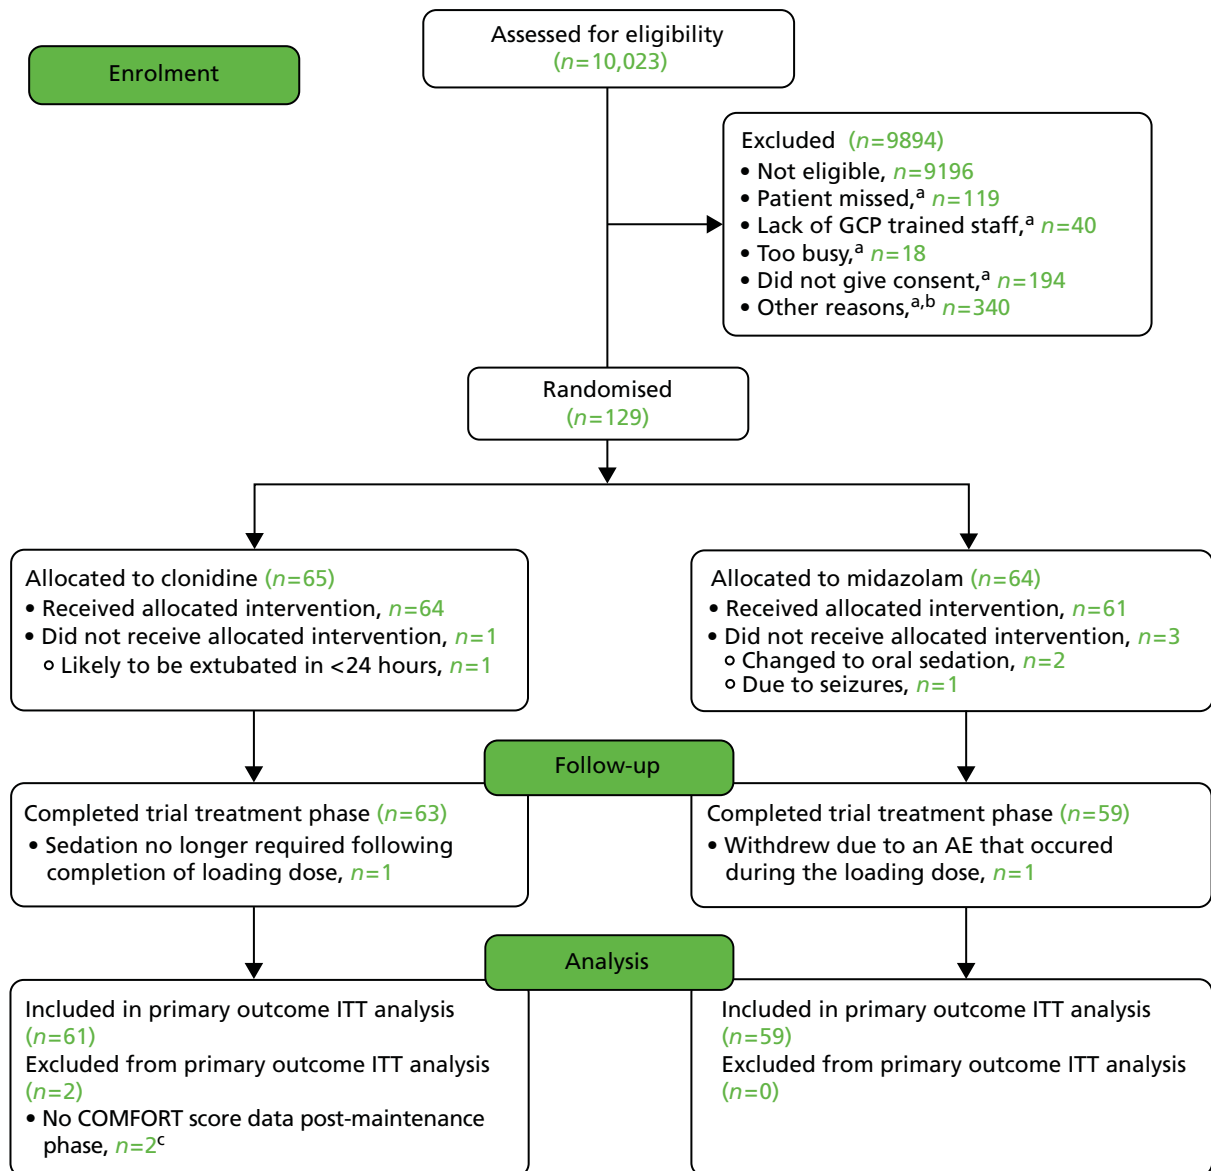 Assessed for eligibility
(n=10,023)
Enrolment
Excluded (n=9894)
• Not eligible, n=9196
• Patient missed,a n=119
• Lack of GCP trained staff,a n=40
• Too busy,a n=18
• Did not give consent,a n=194
• Other reasons,a,b n=340
Randomised
(n=129)
Allocated to clonidine (n=65)
• Received allocated intervention, n=64
• Did not receive allocated intervention, n=1
Likely to be extubated in <24 hours, n=1
Allocated to midazolam (n=64)
• Received allocated intervention, n=61
• Did not receive allocated intervention, n=3
Changed to oral sedation, n=2
Due to seizures, n=1
Follow-up
Completed trial treatment phase (n=63)
• Sedation no longer required following
completion of loading dose, n=1
Completed trial treatment phase (n=59)
• Withdrew due to an AE that occured
during the loading dose, n=1
Analysis
Included in primary outcome ITT analysis
(n=61)
Excluded from primary outcome ITT analysis
(n=2)
• No COMFORT score data post-maintenance
phase, n=2c
Included in primary outcome ITT analysis
(n=59)
Excluded from primary outcome ITT analysis
(n=0)